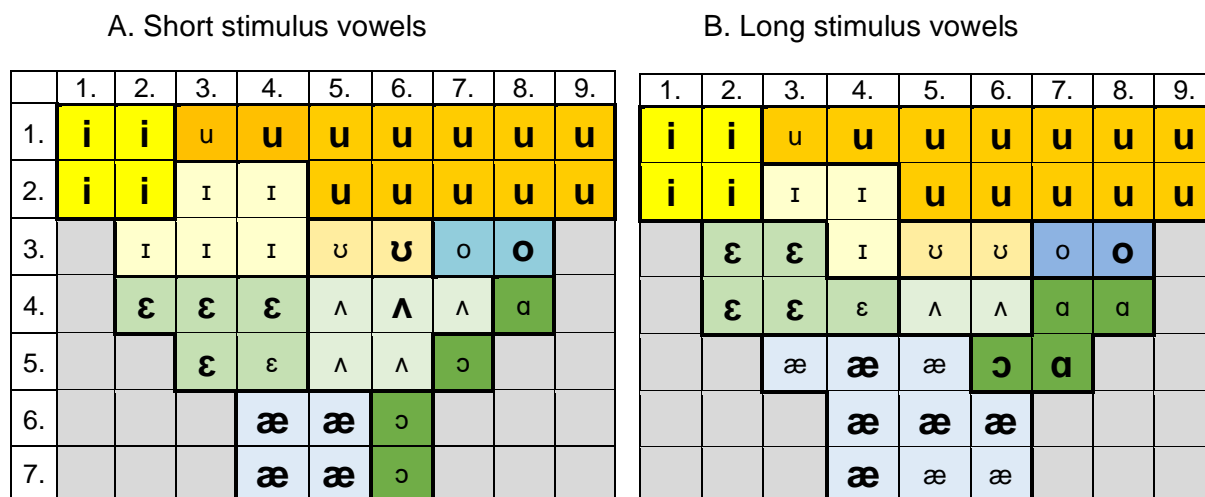 A. Short stimulus vowels B. Long stimulus vowels
1. 2. 3. 4. 5. 6. 7. 8. 9. 1. 2. 3. 4. 5. 6. 7. 8. 9.
1. i i u u u u u u u i i u u u u u u u
2. i i ɪ ɪ u u u u u i i ɪ ɪ u u u u u
3. ɪ ɪ ɪ ʊ ʊ o o ɛ ɛ ɪ ʊ ʊ o o
4. ɛ ɛ ɛ ʌ ʌ ʌ ɑ ɛ ɛ ɛ ʌ ʌ ɑ ɑ
5. ɛ ɛ ʌ ʌ ɔ æ æ æ ɔ ɑ
6. æ æ ɔ æ æ æ
7. æ æ ɔ æ æ æ